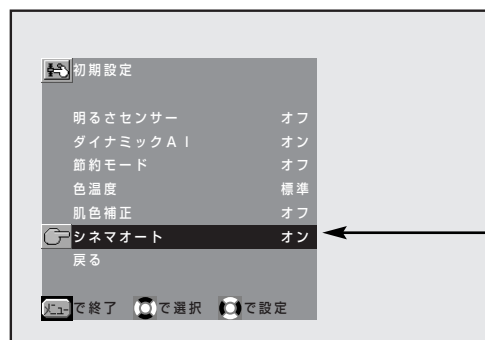 初期設定
明るさセンサー オフ
ダイナミックAI オン
節約モード オフ
色温度 標準
肌色補正 オフ
シネマオート オン
戻る
メニューで終了 で選択 で設定